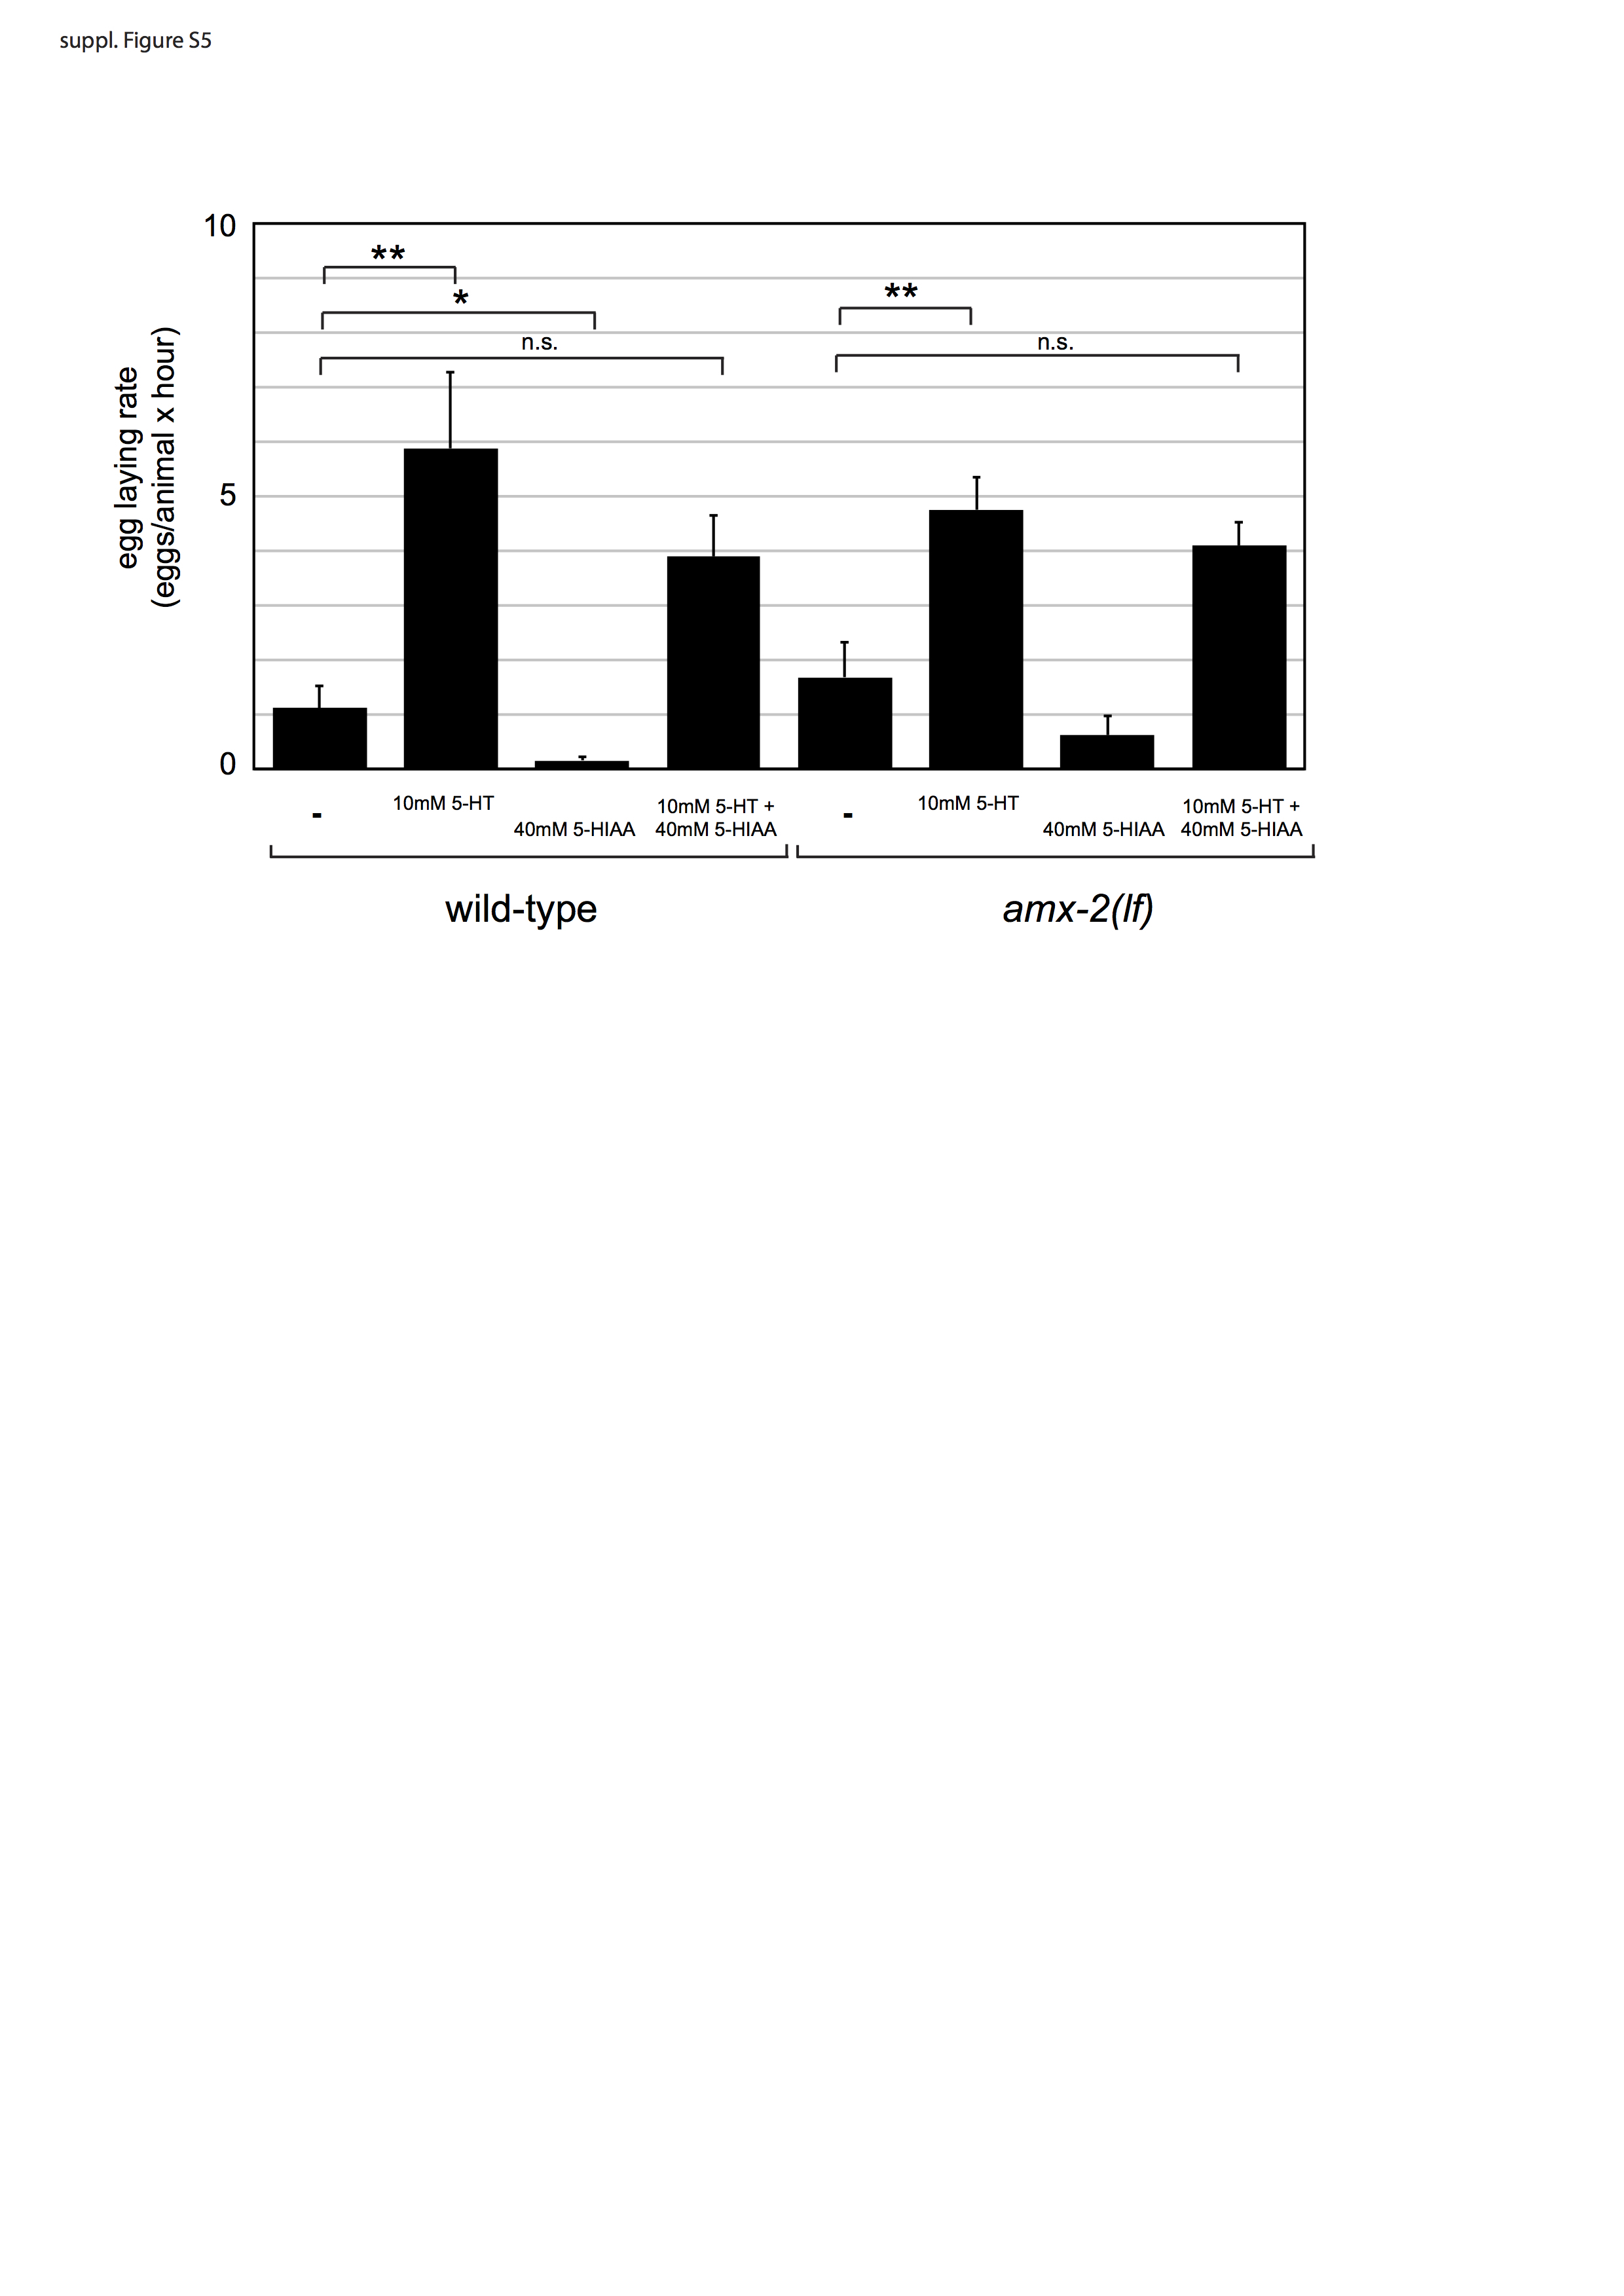 suppl. Figure S5
10
5
0
egg laying rate
(eggs/animal x hour)
**
*
n.s.
**
n.s.
-
10mM 5-HT
40mM 5-HIAA
10mM 5-HT +
40mM 5-HIAA
-
10mM 5-HT
40mM 5-HIAA
10mM 5-HT +
40mM 5-HIAA
wild-type
amx-2(lf)